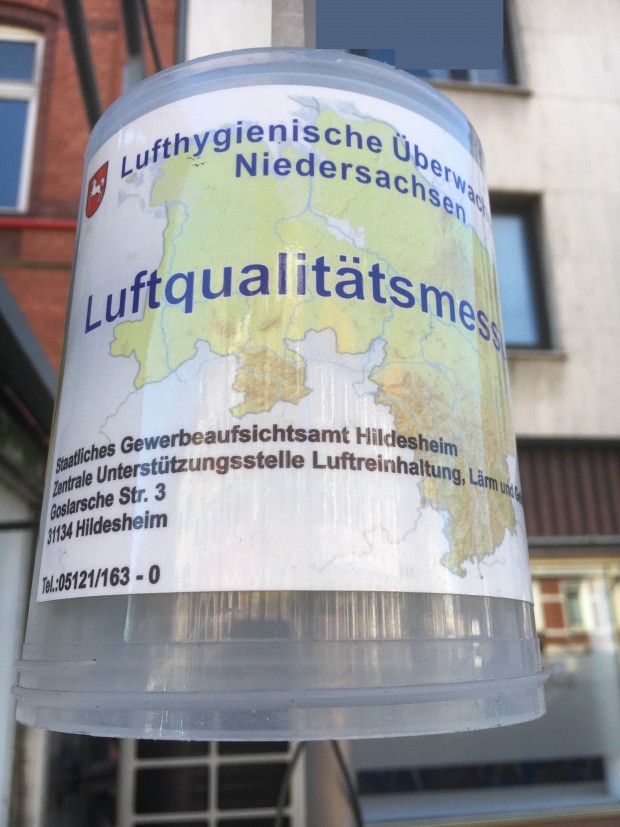 Lufthygienische Überwac
Niedersachsen
Luftqualitätsmess
Staatliches Gewerbeaufsichtsamt Hildesheim
Zentrale Unterstützungsstelle Luftreinhaltung, Lärm und Ge
Goslarsche Str. 3
31134 Hildesheim
Tel.:05121/163 - 0